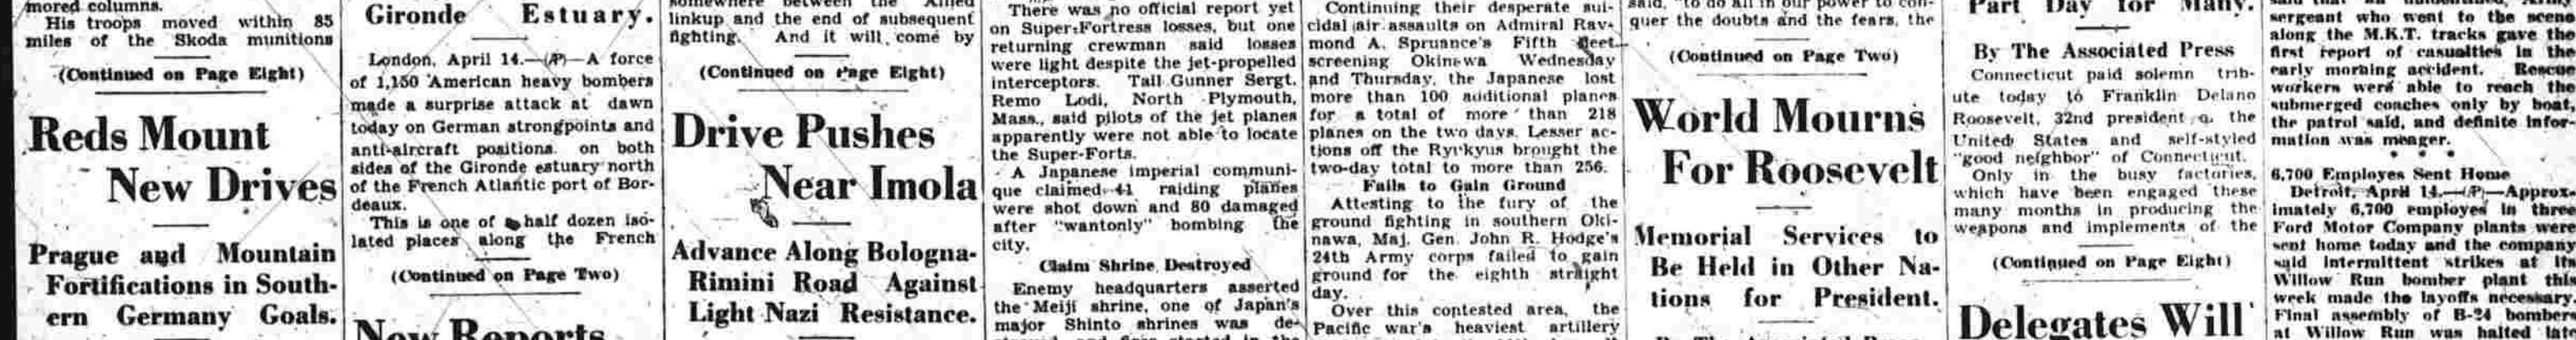 mored columns.
His troops moved within 85
miles of the Skoda munitions
(Continued on Page Eight)
Reds Mount
New Drives
Prague and Mountain
Fortifications in South-
ern Germany Goals.
Gironde Estuary.
London, April 14.—(AP)—A force
of 1,150 American heavy bombers
made a surprise attack at dawn
today on German strongpoints and
anti-aircraft positions on both
sides of the Gironde estuary north
of the French Atlantic port of Bor-
deaux.
This is one of half dozen iso-
lated places along the French
(Continued on Page Two)
New Reports
somewhere between the Allied
linkup and the end of subsequent
fighting. And it will come by
(Continued on Page Eight)
Drive Pushes
Near Imola
Advance Along Bologna-
Rimini Road Against
Light Nazi Resistance.
There was no official report yet
on Super-Fortress losses, but one
returning crewman said losses
were light despite the jet-propelled
interceptors. Tail Gunner Sergt.
Remo Lodi, North Plymouth,
Mass., said pilots of the jet planes
apparently were not able to locate
the Super-Forts.
A Japanese imperial communi-
que claimed 41 raiding planes
were shot down and 80 damaged
after "wantonly" bombing the
city.
Claim Shrine Destroyed
Enemy headquarters asserted
the Meiji shrine, one of Japan's
major Shinto shrines was de-
Continuing their desperate sui-
cidal air assaults on Admiral Ray-
mond A. Spruance's Fifth fleet
screening Okinawa Wednesday
and Thursday, the Japanese lost
more than 100 additional planes
for a total of more than 218
planes on the two days. Lesser ac-
tions off the Ryukyus brought the
two-day total to more than 256.
Fails to Gain Ground
Attesting to the fury of the
ground fighting in southern Oki-
nawa, Maj. Gen. John R. Hodge's
24th Army corps failed to gain
ground for the eighth straight
day.
Over this contested area, the
Pacific war's heaviest artillery
said, "to do all in our power to con-
quer the doubts and the fears, the
(Continued on Page Two)
World Mourns
For Roosevelt
Memorial Services to
Be Held in Other Na-
tions for President.
Part Day for Many.
By The Associated Press
Connecticut paid solemn trib-
ute today to Franklin Delano
Roosevelt, 32nd president o. the
United States and self-styled
"good neighbor" of Connecticut.
Only in the busy factories,
which have been engaged these
many months in producing the
weapons and implements of the
(Continued on Page Eight)
Delegates Will
sergeant who went to the scene
along the M.K.T. tracks gave the
first report of casualties in the
early morning accident. Rescue
workers were able to reach the
submerged coaches only by boat,
the patrol said, and definite infor-
mation was meager.
* * *
6,700 Employes Sent Home
Detroit, April 14.—(AP)—Approx-
imately 6,700 employes in three
Ford Motor Company plants were
sent home today and the company
said intermittent strikes at its
Willow Run bomber plant this
week made the layoffs necessary.
Final assembly of B-24 bombers
at Willow Run was halted late